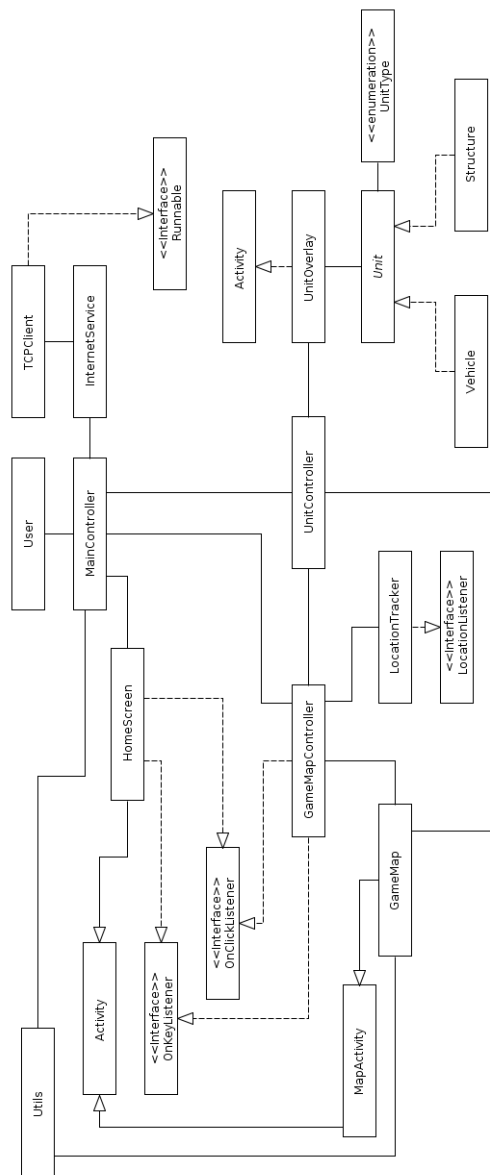 Utils
User
TCPClient
Activity
MainController
InternetService
HomeScreen
<<Interface>>
OnKeyListener
<<Interface>>
Runnable
<<Interface>>
OnClickListener
Activity
GameMapController
UnitController
UnitOverlay
MapActivity
GameMap
LocationTracker
Unit
<<enumeration>>
UnitType
<<Interface>>
LocationListener
Vehicle
Structure